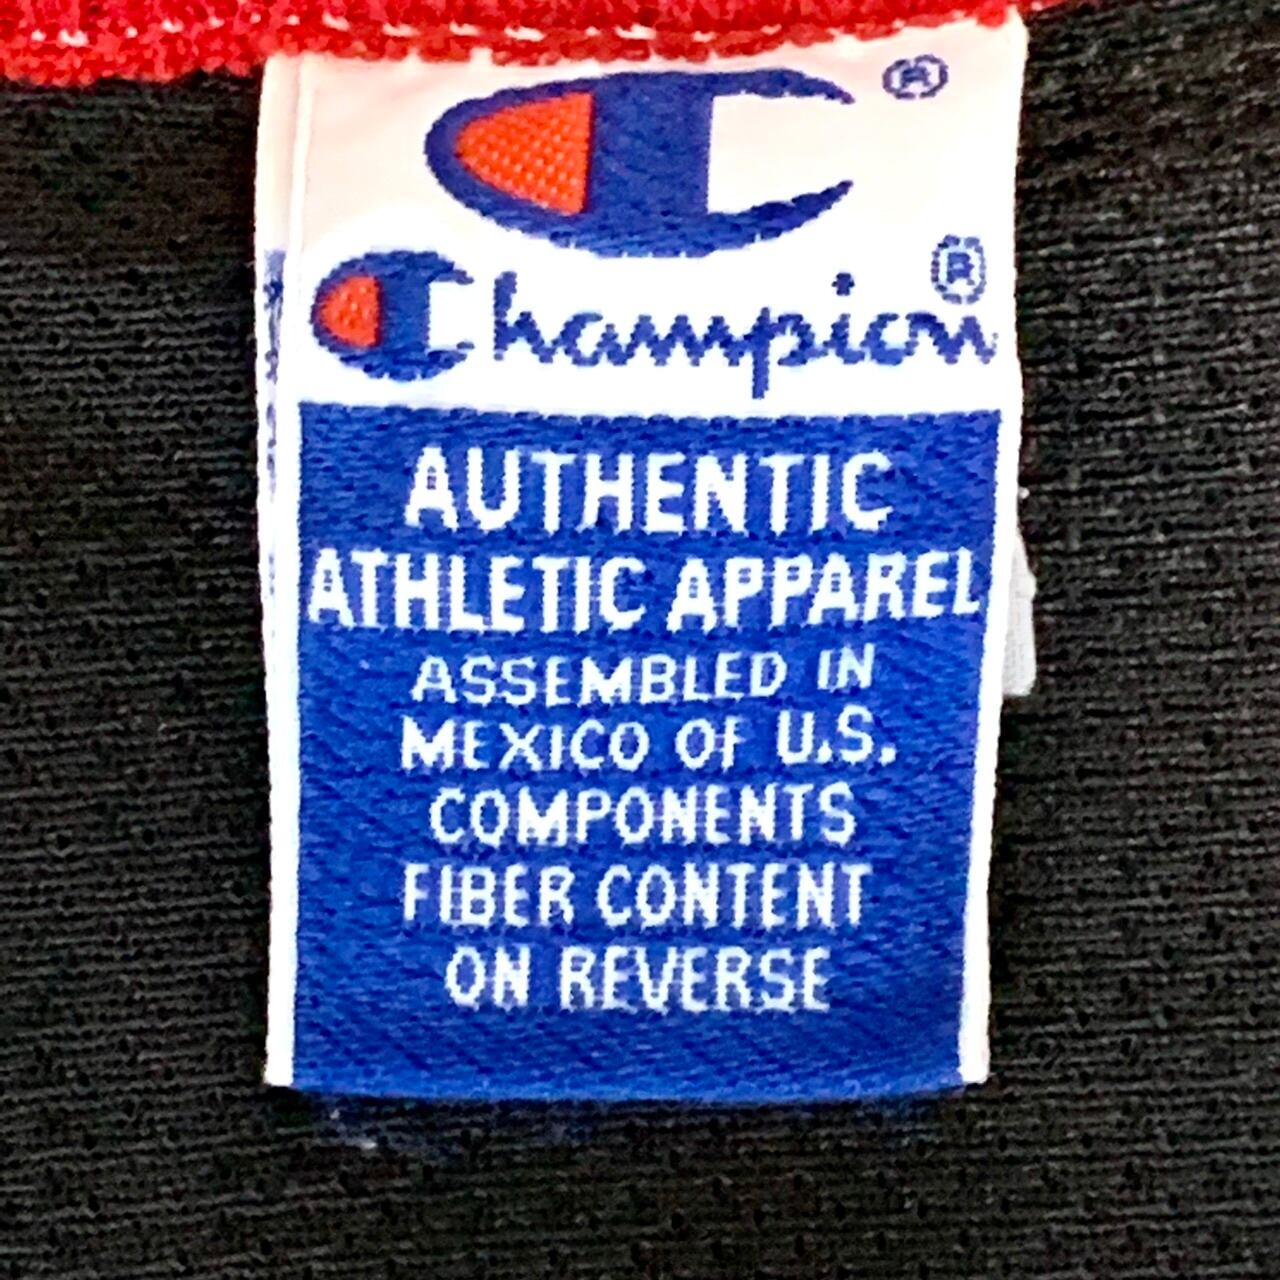 ®
Champion®
AUTHENTIC
ATHLETIC APPAREL
ASSEMBLED IN
MEXICO OF U.S.
COMPONENTS
FIBER CONTENT
ON REVERSE